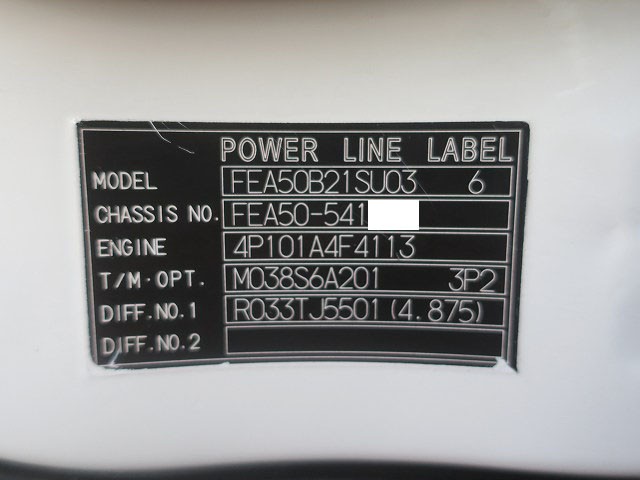 POWER LINE LABEL
MODEL FEA50B21SU03 6
CHASSIS NO. FEA50-541
ENGINE 4P101A4F4113
T/M·OPT. M038S6A201 3P2
DIFF.NO.1 R033TJ5501(4.875)
DIFF.NO.2